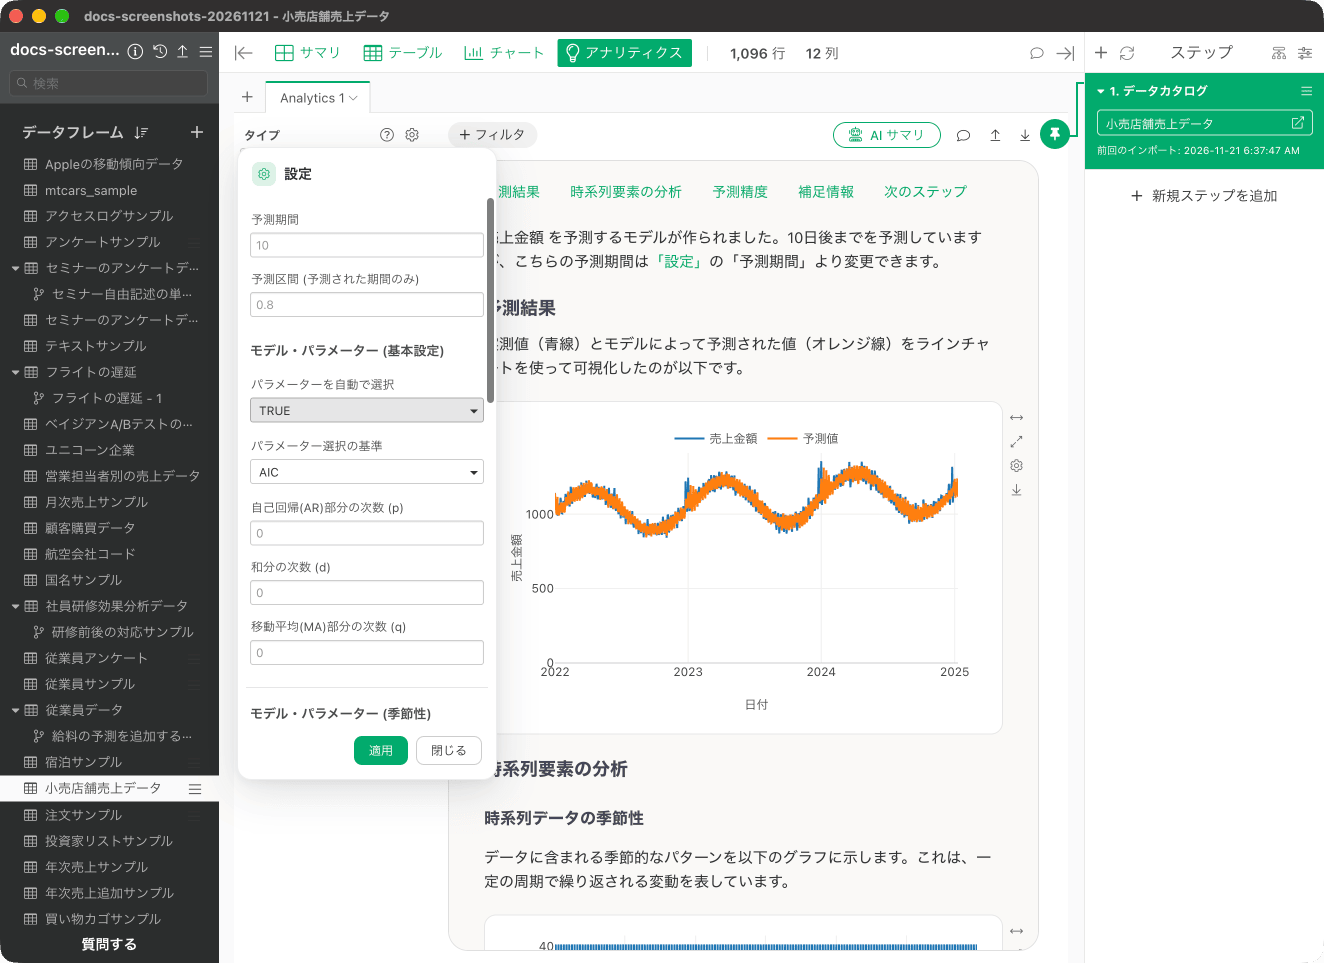 docs-screenshots-20261121 - 小売店舗売上データ
docs-screen...
検索
データフレーム
Appleの移動傾向データ
mtcars_sample
アクセスログサンプル
アンケートサンプル
セミナーのアンケートデ...
セミナー自由記述の単...
セミナーのアンケートデ...
テキストサンプル
フライトの遅延
フライトの遅延 - 1
ベイジアンA/Bテストの...
ユニコーン企業
営業担当者別の売上データ
月次売上サンプル
顧客購買データ
航空会社コード
国名サンプル
社員研修効果分析データ
研修前後の対応サンプル
従業員アンケート
従業員サンプル
従業員データ
給料の予測を追加する...
宿泊サンプル
小売店舗売上データ
注文サンプル
投資家リストサンプル
年次売上サンプル
年次売上追加サンプル
買い物カゴサンプル
質問する
サマリ
テーブル
チャート
アナリティクス
1,096 行
12 列
Analytics 1
タイプ
フィルタ
AI サマリ
設定
予測期間
10
予測区間 (予測された期間のみ)
0.8
モデル・パラメーター (基本設定)
パラメーターを自動で選択
TRUE
パラメーター選択の基準
AIC
自己回帰(AR)部分の次数 (p)
0
和分の次数 (d)
0
移動平均(MA)部分の次数 (q)
0
モデル・パラメーター (季節性)
適用
閉じる
測結果
時系列要素の分析
予測精度
補足情報
次のステップ
上金額 を予測するモデルが作られました。10日後までを予測しています
、こちらの予測期間は「設定」の「予測期間」より変更できます。
測結果
測値（青線）とモデルによって予測された値（オレンジ線）をラインチャ
トを使って可視化したのが以下です。
売上金額
予測値
1000
500
0
売上金額
2022
2023
2024
2025
日付
時系列要素の分析
時系列データの季節性
データに含まれる季節的なパターンを以下のグラフに示します。これは、一
定の周期で繰り返される変動を表しています。
40
ステップ
1. データカタログ
小売店舗売上データ
前回のインポート: 2026-11-21 6:37:47 AM
新規ステップを追加